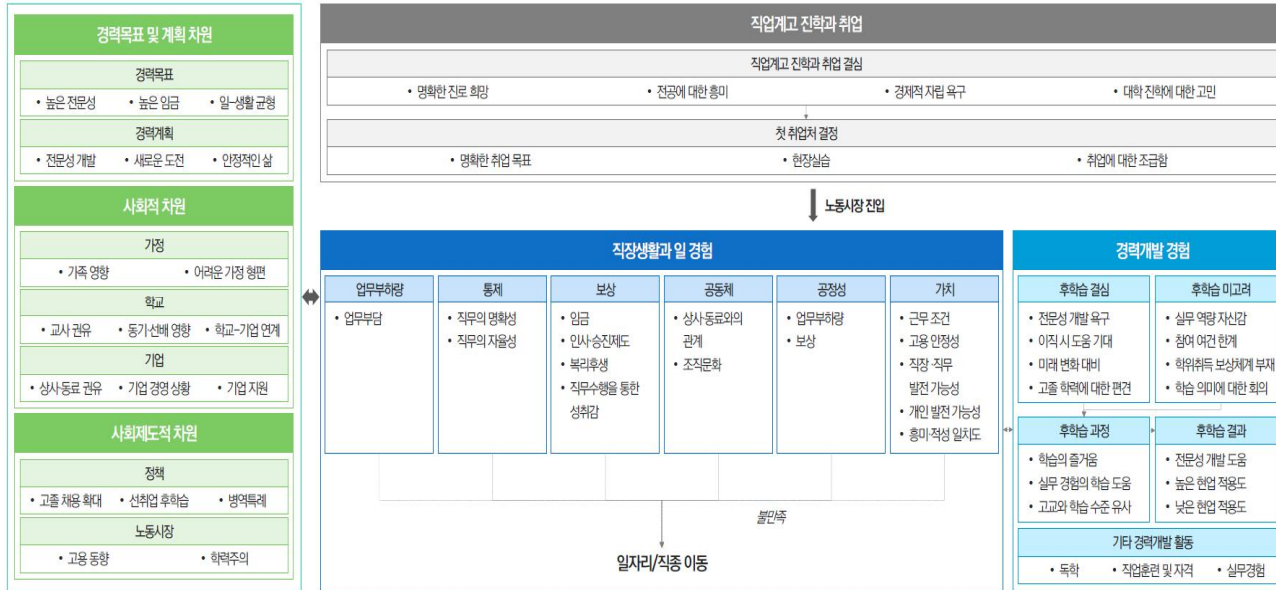 경력목표 및 계획 차원
경력목표
• 높은 전문성 • 높은 임금 • 일-생활 균형
경력계획
• 전문성 개발 • 새로운 도전 • 안정적인 삶
사회적 차원
가정
• 가족 영향 • 어려운 가정 형편
학교
• 교사 권유 • 동기·선배 영향 • 학교-기업 연계
기업
• 상사·동료 권유 • 기업 경영 상황 • 기업 지원
사회제도적 차원
정책
• 고졸 채용 확대 • 선취업 후학습 • 병역특례
노동시장
• 고용 동향 • 학력주의
직업계고 진학과 취업
직업계고 진학과 취업 결심
• 명확한 진로 희망 • 전공에 대한 흥미 • 경제적 자립 욕구 • 대학 진학에 대한 고민
첫 취업처 결정
• 명확한 취업 목표 • 현장실습 • 취업에 대한 조급함
노동시장 진입
직장생활과 일 경험
업무부하량
• 업무부담
통제
• 직무의 명확성
• 직무의 자율성
보상
• 임금
• 인사·승진제도
• 복리후생
• 직무수행을 통한
성취감
공동체
• 상사·동료와의
관계
• 조직문화
공정성
• 업무부하량
• 보상
가치
• 근무 조건
• 고용 안정성
• 직장·직무
발전 가능성
• 개인 발전 가능성
• 흥미·적성 일치도
불만족
일자리/직종 이동
경력개발 경험
후학습 결심
• 전문성 개발 욕구
• 이직 시 도움 기대
• 미래 변화 대비
• 고졸 학력에 대한 편견
후학습 미고려
• 실무 역량 자신감
• 참여 여건 한계
• 학위취득 보상체계 부재
• 학습 의미에 대한 회의
후학습 과정
• 학습의 즐거움
• 실무 경험의 학습 도움
• 고교와 학습 수준 유사
후학습 결과
• 전문성 개발 도움
• 높은 현업 적용도
• 낮은 현업 적용도
기타 경력개발 활동
• 독학 • 직업훈련 및 자격 • 실무경험